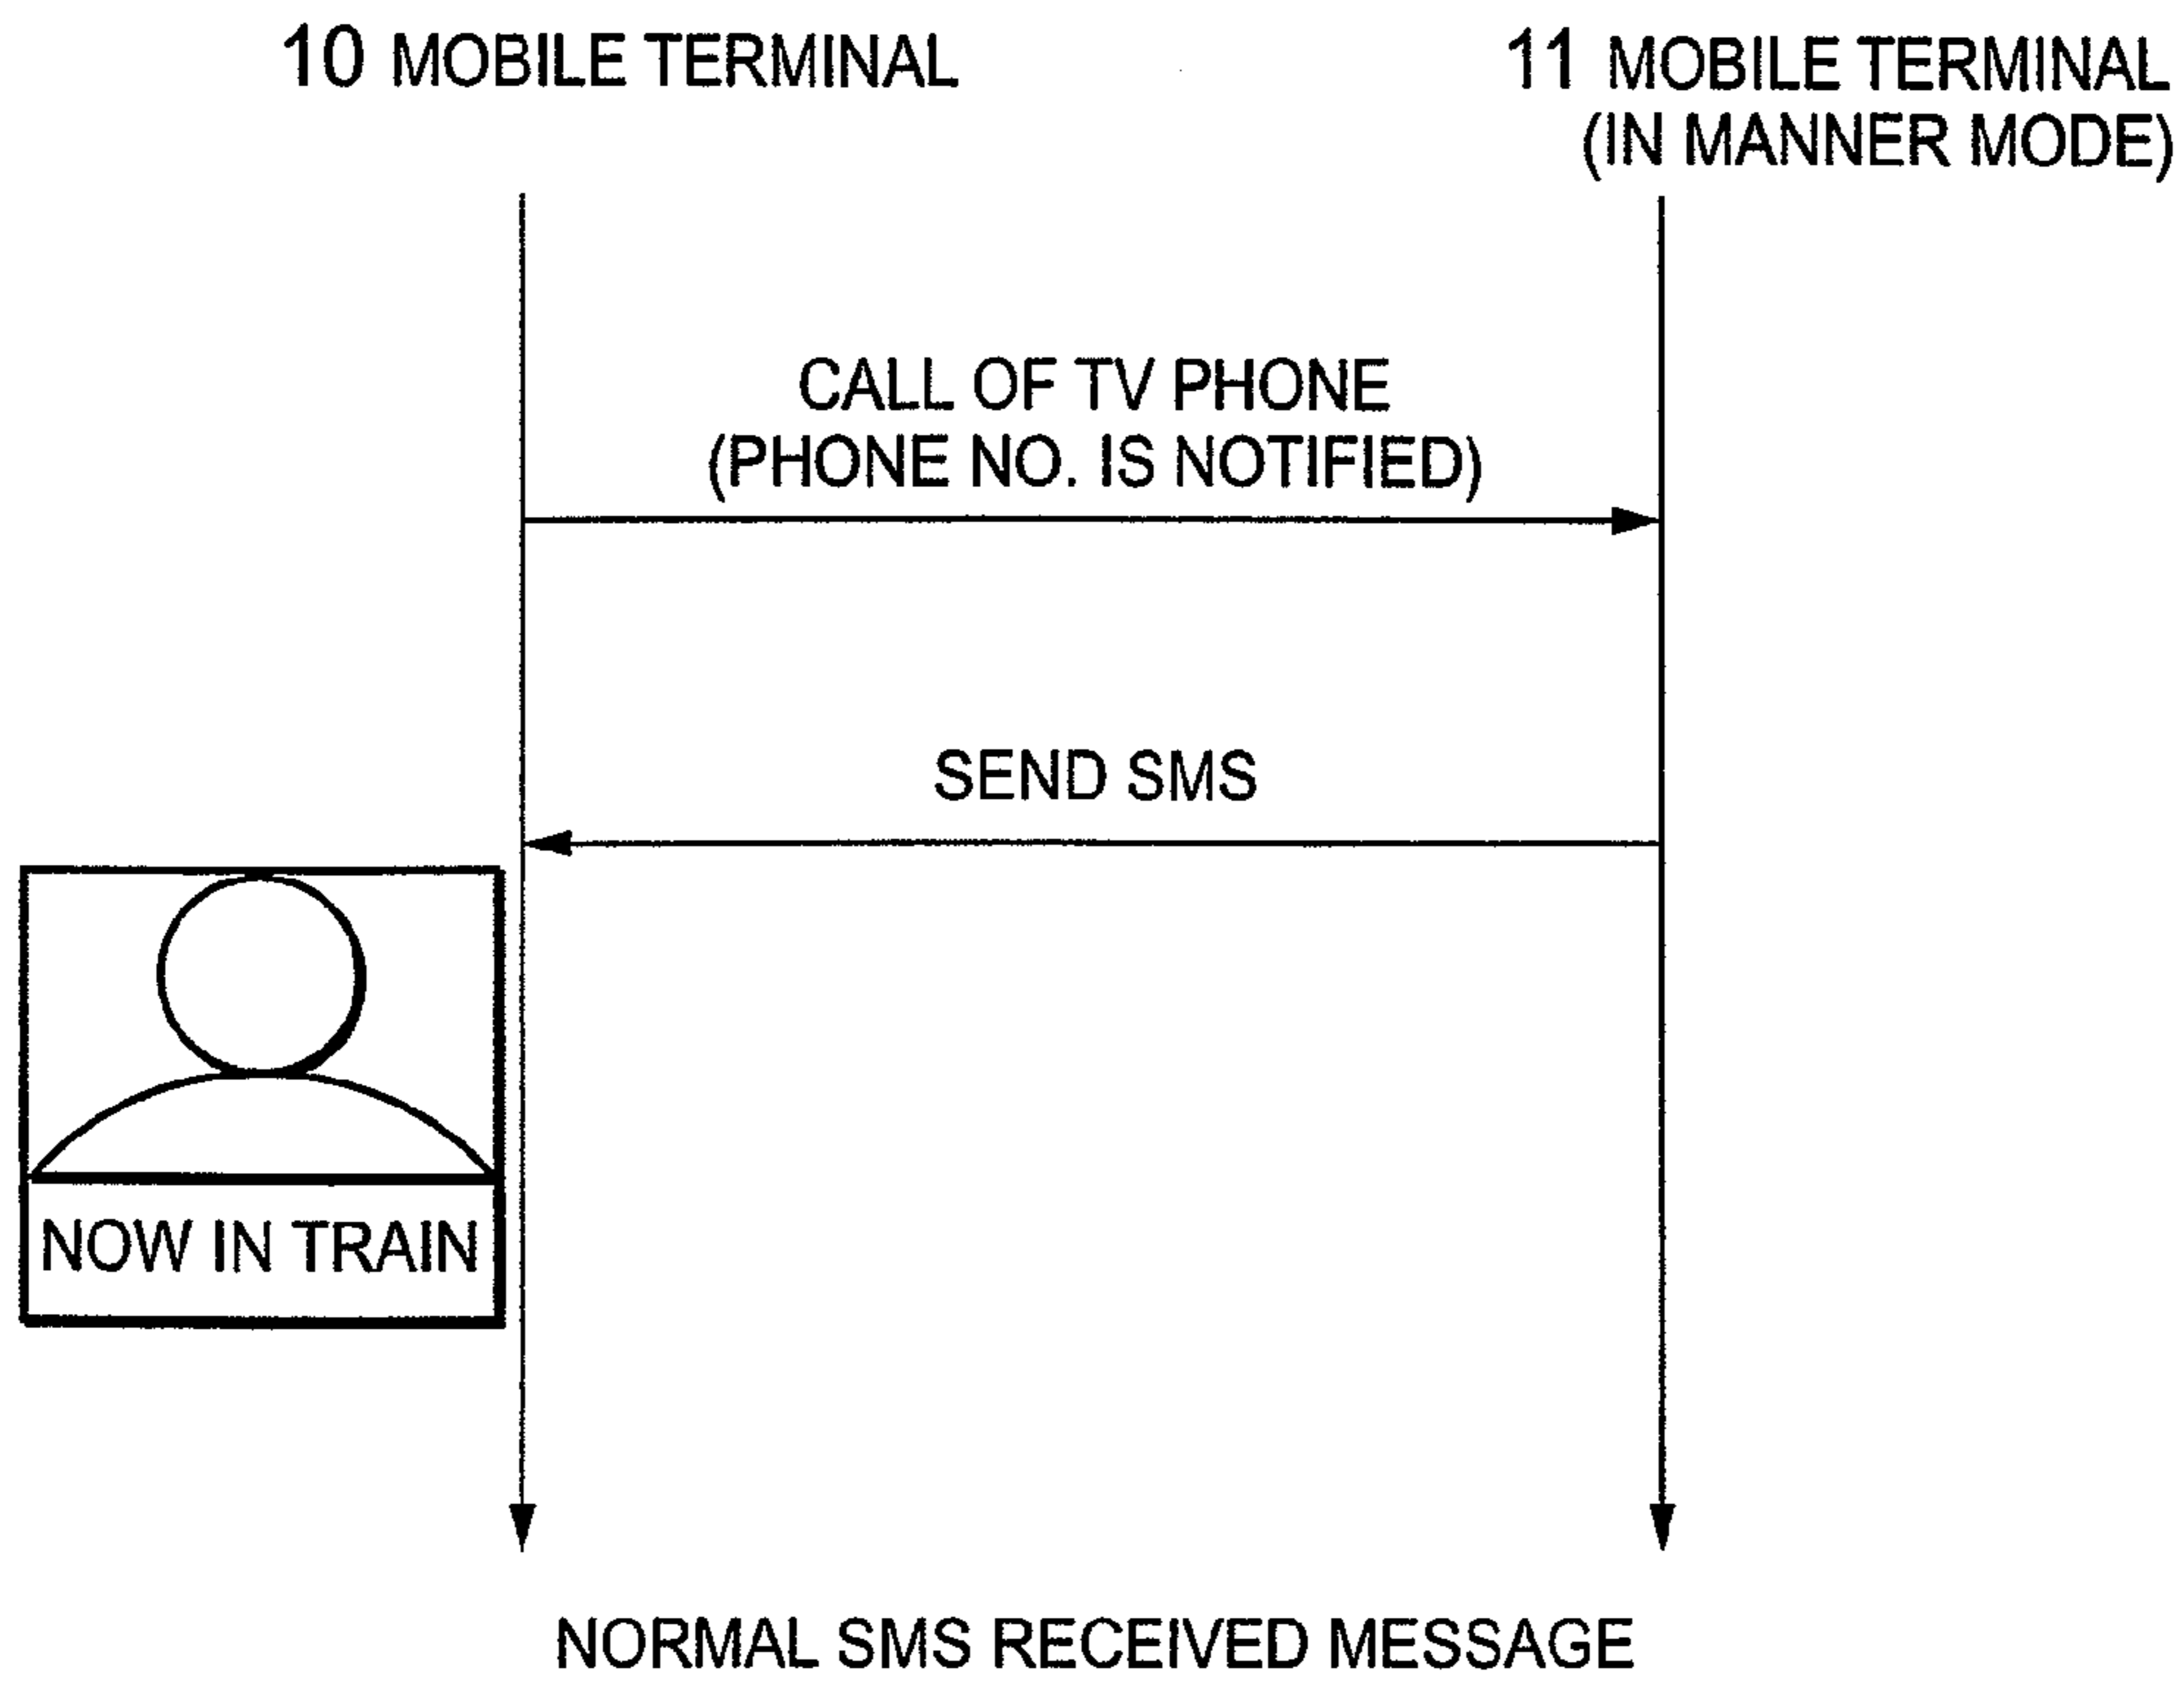 10 MOBILE TERMINAL
11 MOBILE TERMINAL
(IN MANNER MODE)
CALL OF TV PHONE
(PHONE NO. IS NOTIFIED)
SEND SMS
NOW IN TRAIN
NORMAL SMS RECEIVED MESSAGE